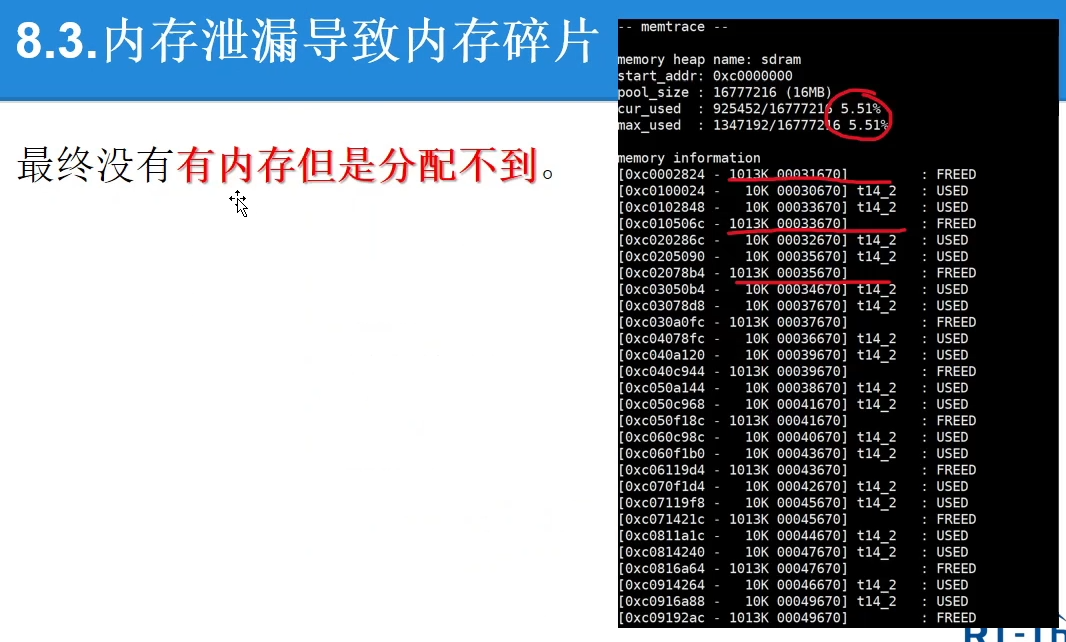 8.3.内存泄漏导致内存碎片
最终没有有内存但是分配不到。
-- memtrace --
memory heap name: sdram
start_addr: 0xc0000000
pool_size : 16777216 (16MB)
cur_used  : 925452/16777216 5.51%
max_used  : 1347192/16777216 5.51%
memory information
[0xc0002824 - 1013K 00031670]         : FREED
[0xc0100024 -   10K 00030670] t14_2   : USED
[0xc0102848 -   10K 00033670] t14_2   : USED
[0xc010506c - 1013K 00033670]         : FREED
[0xc020286c -   10K 00032670] t14_2   : USED
[0xc0205090 -   10K 00035670] t14_2   : USED
[0xc02078b4 - 1013K 00035670]         : FREED
[0xc03050b4 -   10K 00034670] t14_2   : USED
[0xc03078d8 -   10K 00037670] t14_2   : USED
[0xc030a0fc - 1013K 00037670]         : FREED
[0xc04078fc -   10K 00036670] t14_2   : USED
[0xc040a120 -   10K 00039670] t14_2   : USED
[0xc040c944 - 1013K 00039670]         : FREED
[0xc050a144 -   10K 00038670] t14_2   : USED
[0xc050c968 -   10K 00041670] t14_2   : USED
[0xc050f18c - 1013K 00041670]         : FREED
[0xc060c98c -   10K 00040670] t14_2   : USED
[0xc060f1b0 -   10K 00043670] t14_2   : USED
[0xc06119d4 - 1013K 00043670]         : FREED
[0xc070f1d4 -   10K 00042670] t14_2   : USED
[0xc07119f8 -   10K 00045670] t14_2   : USED
[0xc071421c - 1013K 00045670]         : FREED
[0xc0811a1c -   10K 00044670] t14_2   : USED
[0xc0814240 -   10K 00047670] t14_2   : USED
[0xc0816a64 - 1013K 00047670]         : FREED
[0xc0914264 -   10K 00046670] t14_2   : USED
[0xc0916a88 -   10K 00049670] t14_2   : USED
[0xc09192ac - 1013K 00049670]         : FREED